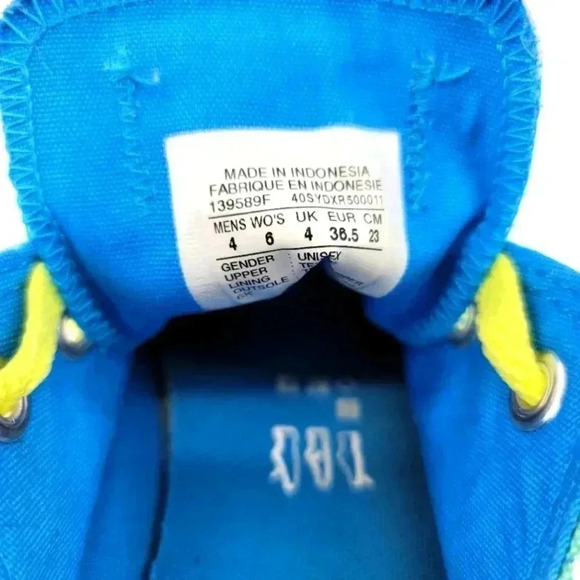 MADE IN INDONESIA
FABRIQUE EN INDONESIE
139589F 40SYDXR500011
MENS WO'S UK EUR CM
4 6 4 36.5 23
GENDER UNISEX
UPPER
LINING
OUTSOLE